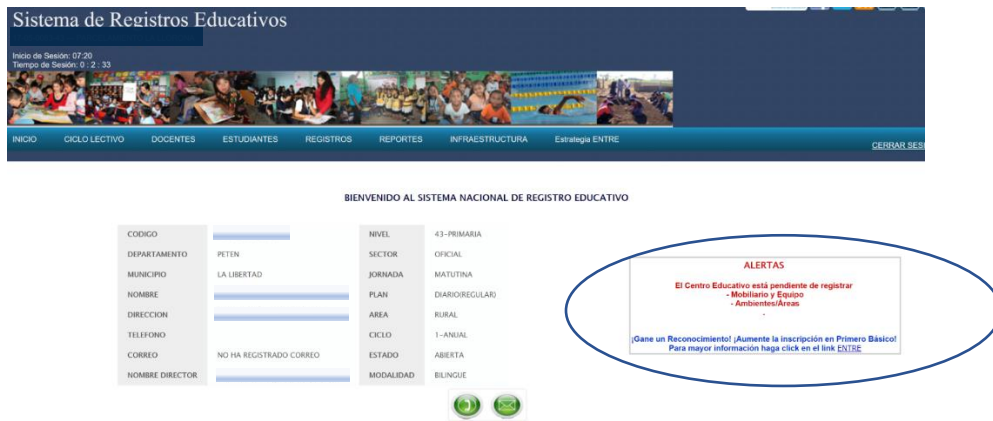 Sistema de Registros Educativos
Inicio de Sesión: 07:20
Tiempo de Sesión: 0 : 2 : 33
INICIO CICLO LECTIVO DOCENTES ESTUDIANTES REGISTROS REPORTES INFRAESTRUCTURA Estrategia ENTRE
CERRAR SESI
BIENVENIDO AL SISTEMA NACIONAL DE REGISTRO EDUCATIVO
CODIGO
DEPARTAMENTO PETEN
MUNICIPIO LA LIBERTAD
NOMBRE
DIRECCION
TELEFONO
CORREO NO HA REGISTRADO CORREO
NOMBRE DIRECTOR
NIVEL 43-PRIMARIA
SECTOR OFICIAL
JORNADA MATUTINA
PLAN DIARIO(REGULAR)
AREA RURAL
CICLO 1-ANUAL
ESTADO ABIERTA
MODALIDAD BILINGUE
ALERTAS
El Centro Educativo está pendiente de registrar
- Mobiliario y Equipo
- Ambientes/Áreas
.
¡Gane un Reconocimiento! ¡Aumente la inscripción en Primero Básico!
Para mayor información haga click en el link ENTRE